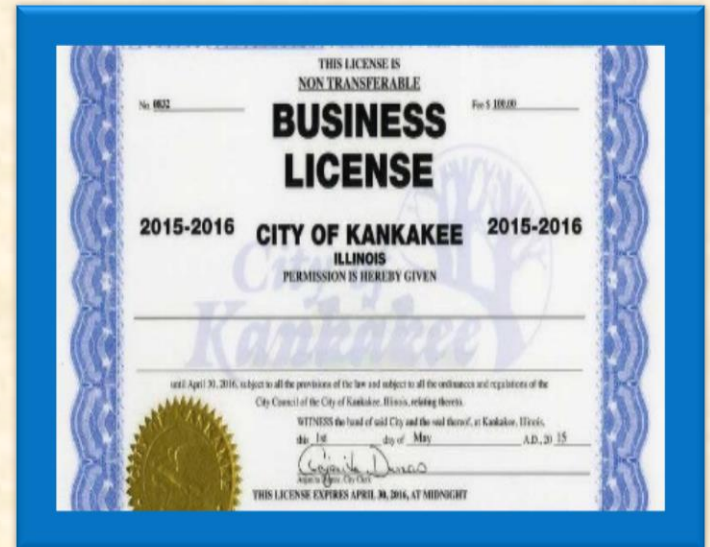 THIS LICENSE IS
NON TRANSFERABLE
No. 0832
Fee $ 100.00
BUSINESS
LICENSE
2015-2016
CITY OF KANKAKEE
2015-2016
ILLINOIS
PERMISSION IS HEREBY GIVEN
City of
Kankakee
until April 30, 2016, subject to all the provisions of the law and subject to all the ordinances and regulations of the
City Council of the City of Kankakee, Illinois, relating thereto.
WITNESS the hand of said City and the seal thereof, at Kankakee, Illinois,
this 1st day of May A.D., 20 15
City Clerk
THIS LICENSE EXPIRES APRIL 30, 2016, AT MIDNIGHT